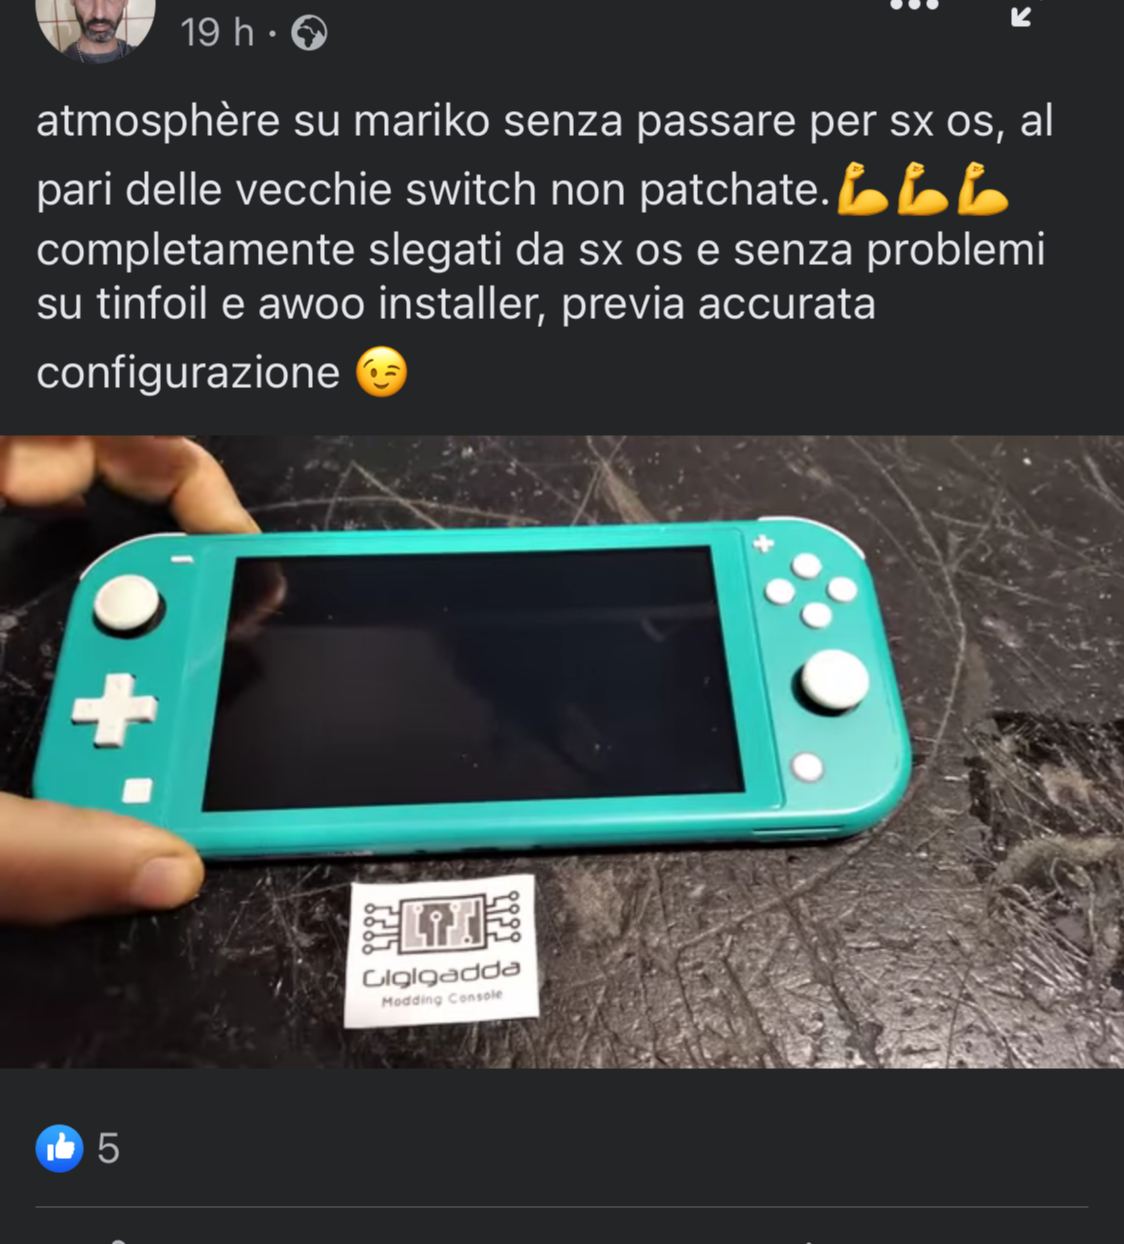 19 h ·
atmosphère su mariko senza passare per sx os, al
pari delle vecchie switch non patchate.💪💪💪
completamente slegati da sx os e senza problemi
su tinfoil e awoo installer, previa accurata
configurazione 😉
Gigigadda
Modding Console
5